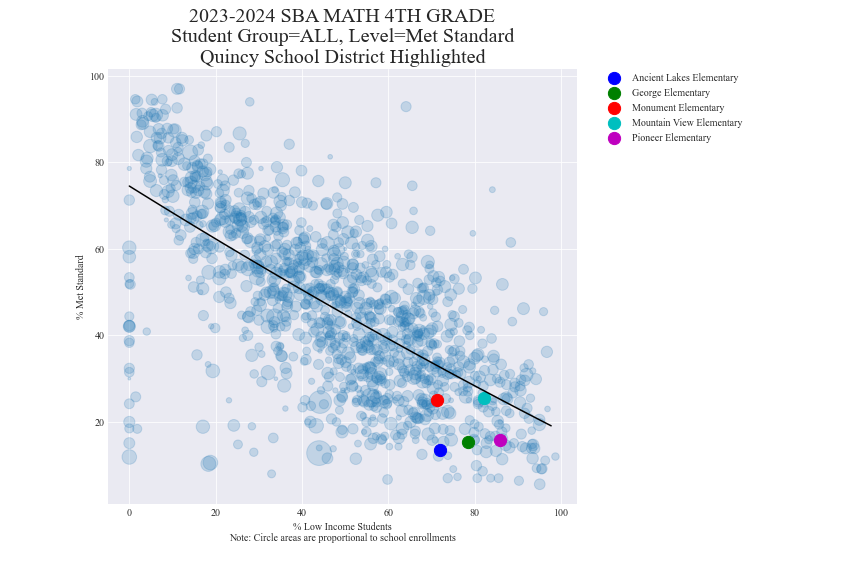 2023-2024 SBA MATH 4TH GRADE
Student Group=ALL, Level=Met Standard
Quincy School District Highlighted
100
80
60
40
20
% Met Standard
0 20 40 60 80 100
% Low Income Students
Note: Circle areas are proportional to school enrollments
Ancient Lakes Elementary
George Elementary
Monument Elementary
Mountain View Elementary
Pioneer Elementary